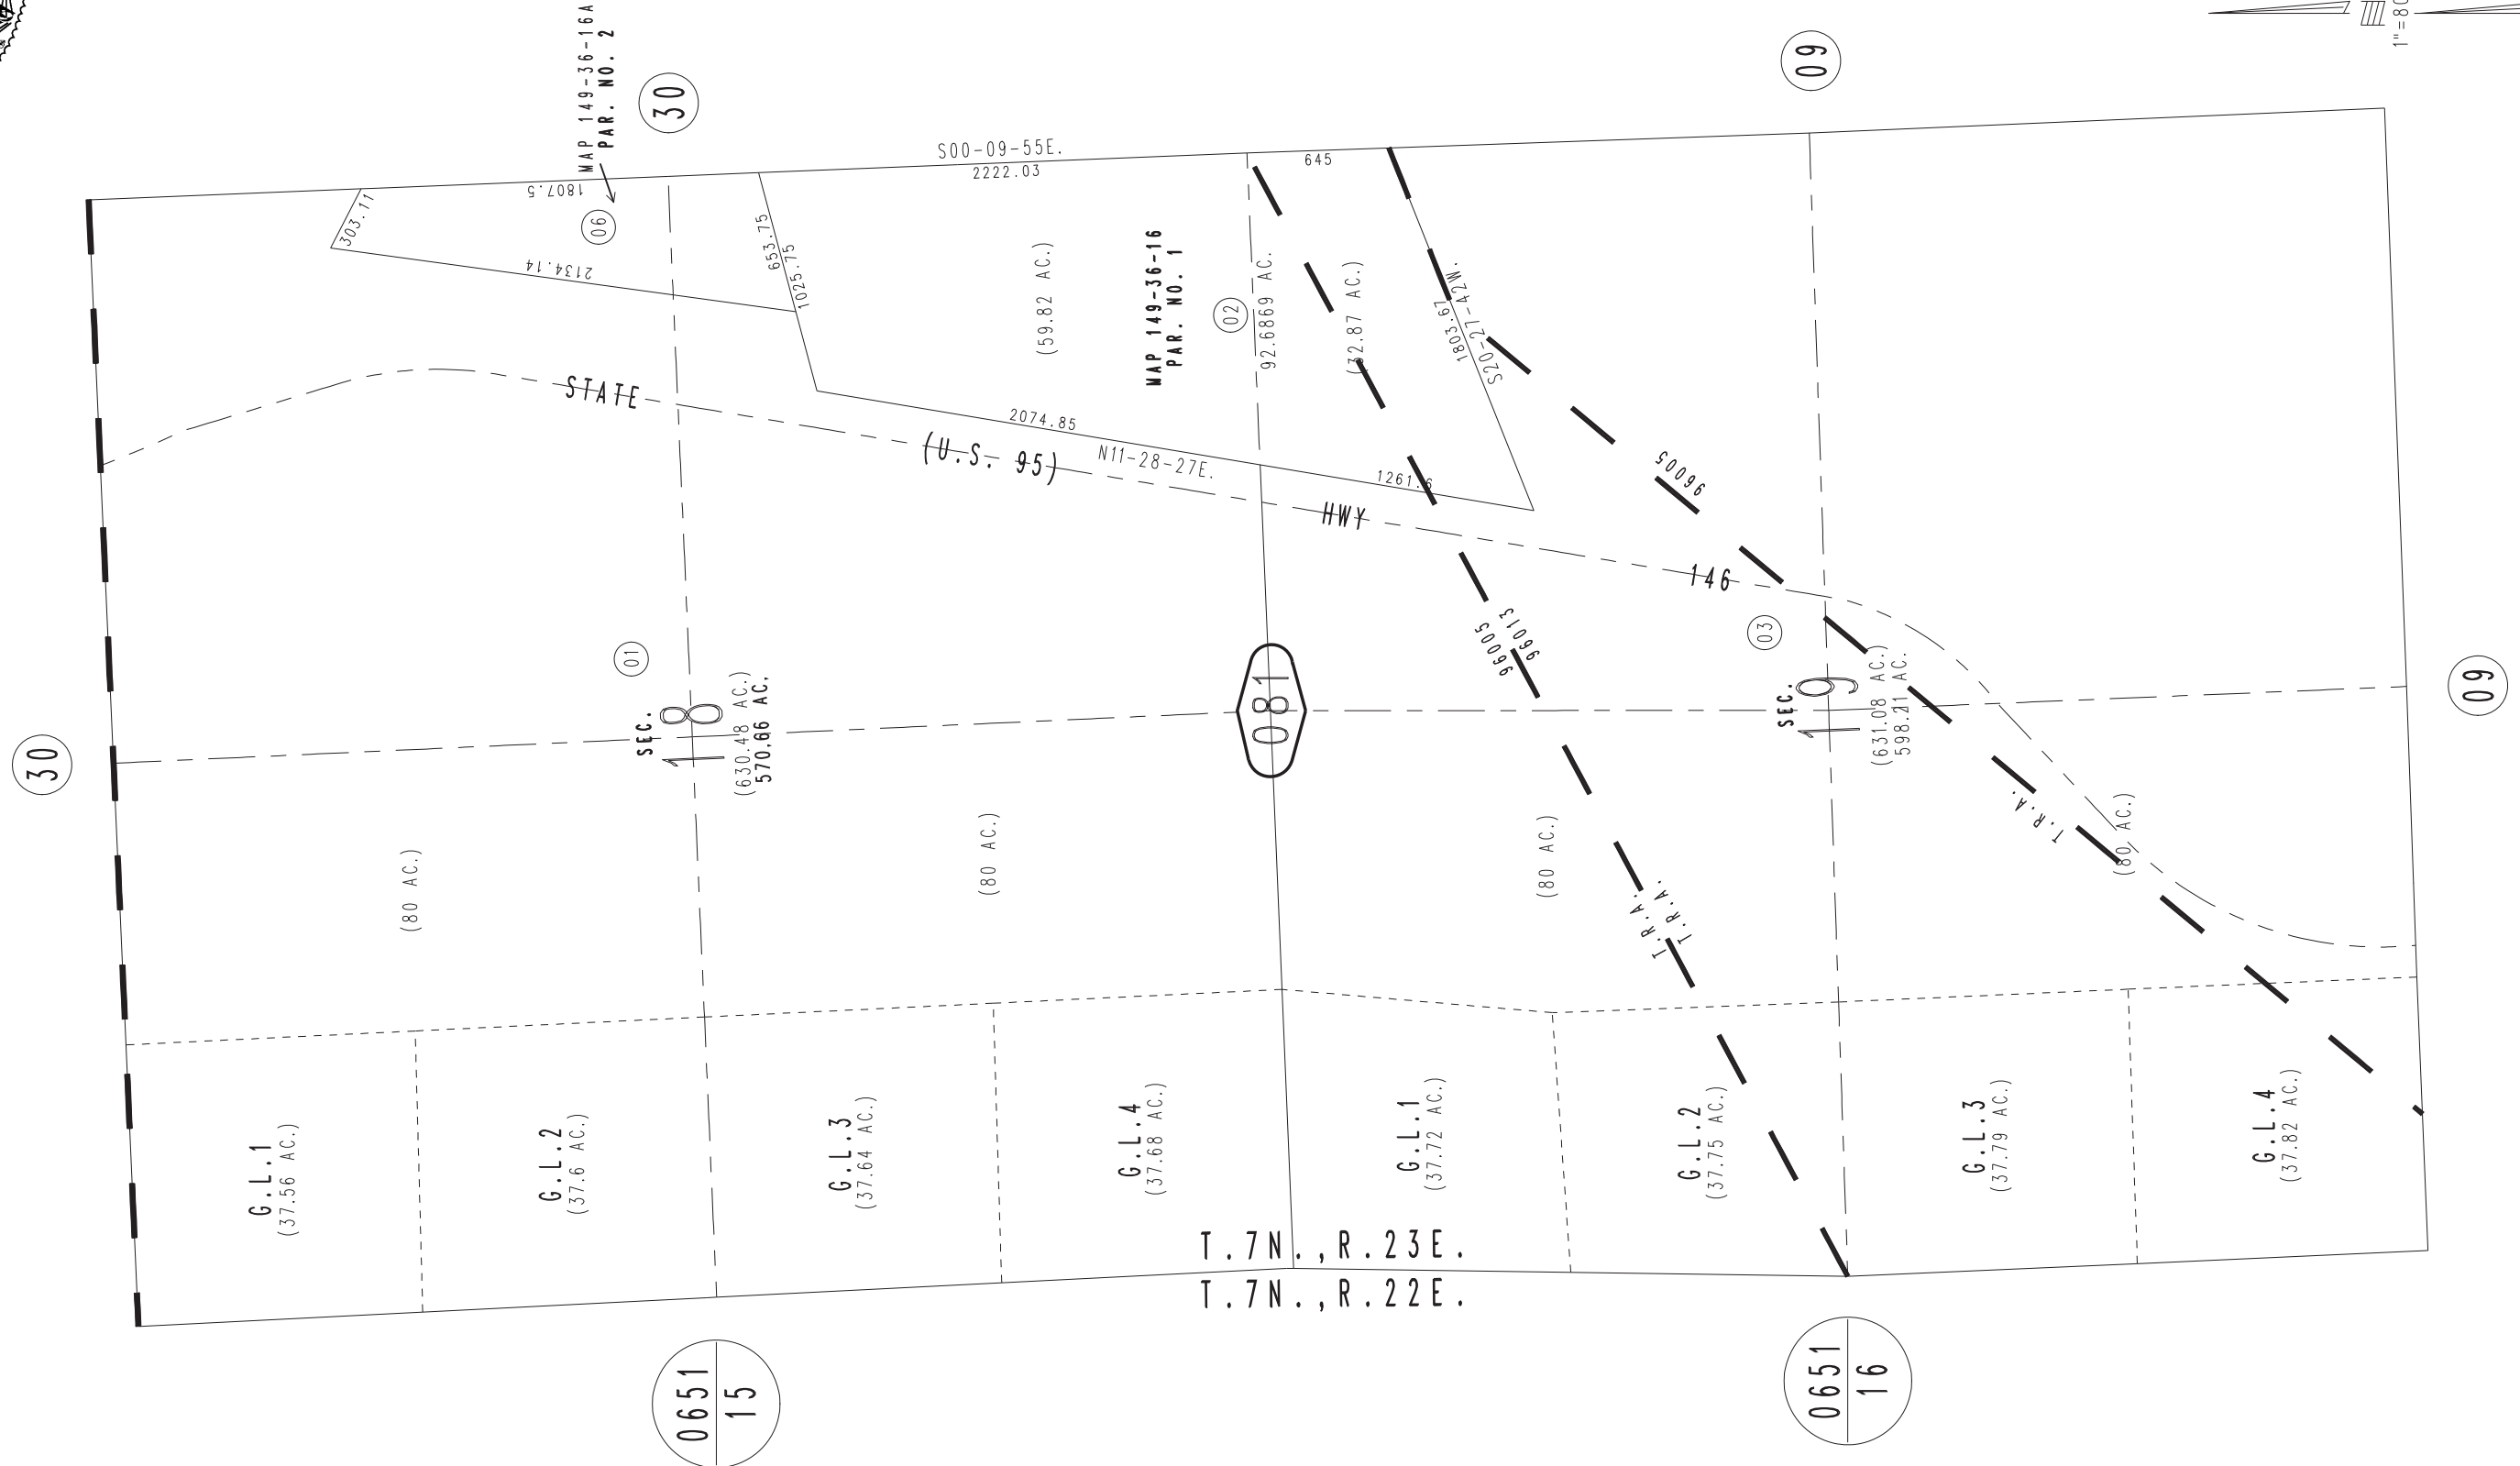 MAP 149-36-16A
PAR. NO. 2
30
09
S00-09-55E.
2222.03
645
1807.5
303.11
06
2134.14
653.75
1025.75
(59.82 AC.)
MAP 149-36-16
PAR. NO. 1
02
92.6869 AC.
(32.87 AC.)
1803.67
S20-27-42W.
STATE
(U.S. 95)
HWY
146
2074.85
N11-28-27E.
1261.6
96005
96005
96013
01
03
SEC.
18
(630.48 AC.)
570.66 AC.
081
SEC.
19
(631.08 AC.)
598.21 AC.
30
09
T.R.A.
T.R.A.
T.R.A.
(80 AC.)
(80 AC.)
(80 AC.)
(80 AC.)
G.L.1
(37.56 AC.)
G.L.2
(37.6 AC.)
G.L.3
(37.64 AC.)
G.L.4
(37.68 AC.)
G.L.1
(37.72 AC.)
G.L.2
(37.75 AC.)
G.L.3
(37.79 AC.)
G.L.4
(37.82 AC.)
T.7N.,R.23E.
T.7N.,R.22E.
0651
15
0651
16